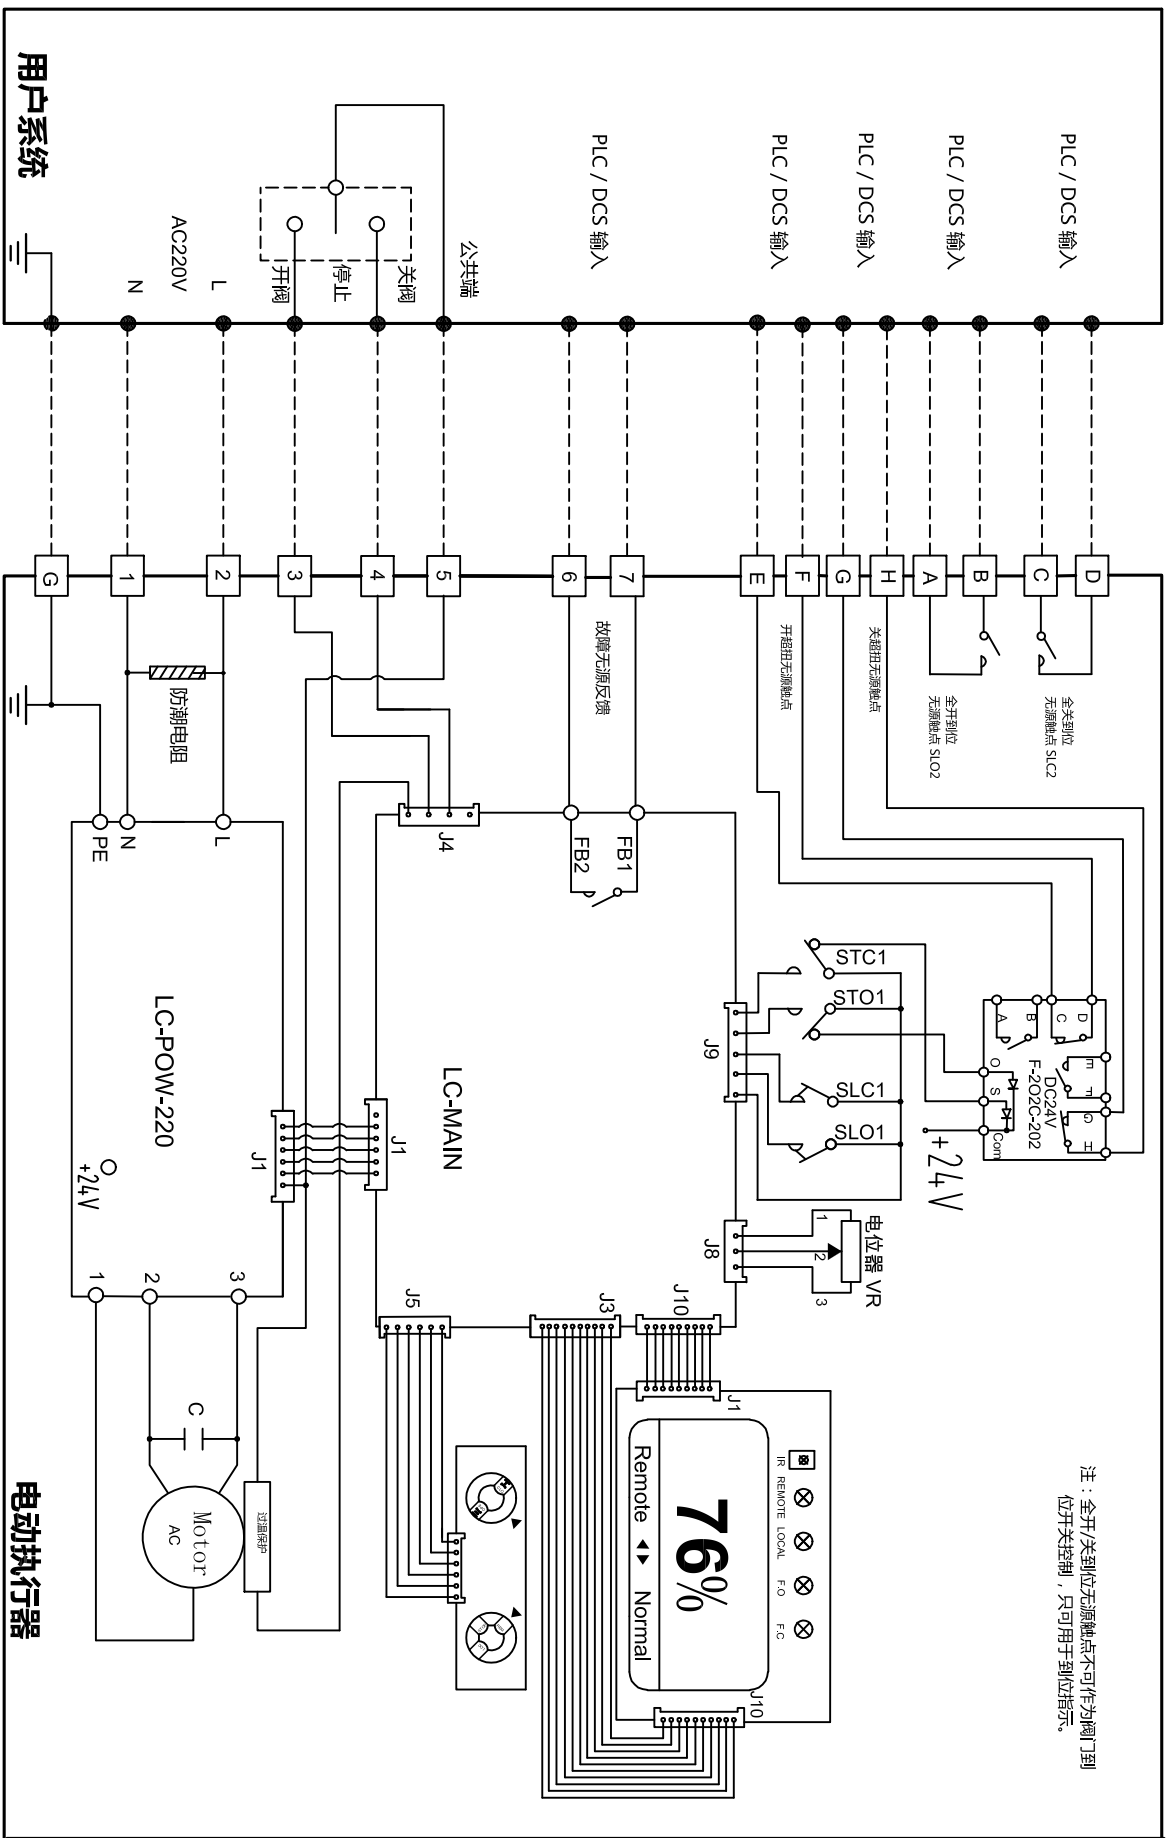 用户系统
AC220V
N
L
开阀
停止
关阀
公共端
PLC / DCS 输入
PLC / DCS 输入
PLC / DCS 输入
PLC / DCS 输入
PLC / DCS 输入
G
1
2
3
4
5
6
7
E
F
G
H
A
B
C
D
防潮电阻
故障无源反馈
开超扭无源触点
关超扭无源触点
全开到位
无源触点 SLO2
全关到位
无源触点 SLC2
PE
N
L
J4
FB2
FB1
LC-POW-220
+24V
J1
1
2
3
LC-MAIN
J1
J9
STC1
STO1
SLC1
SLO1
A
B
C
D
E
F
G
H
O
S
Com
DC24V
F-2O2C-202
+24V
J8
1
2
3
电位器 VR
J5
J3
J10
J1
J10
C
Motor
AC
过温保护
IR
REMOTE
LOCAL
F.O
F.C
76%
Remote
Normal
注：全开/关到位无源触点不可作为阀门到
位开关控制，只可用于到位指示。
电动执行器